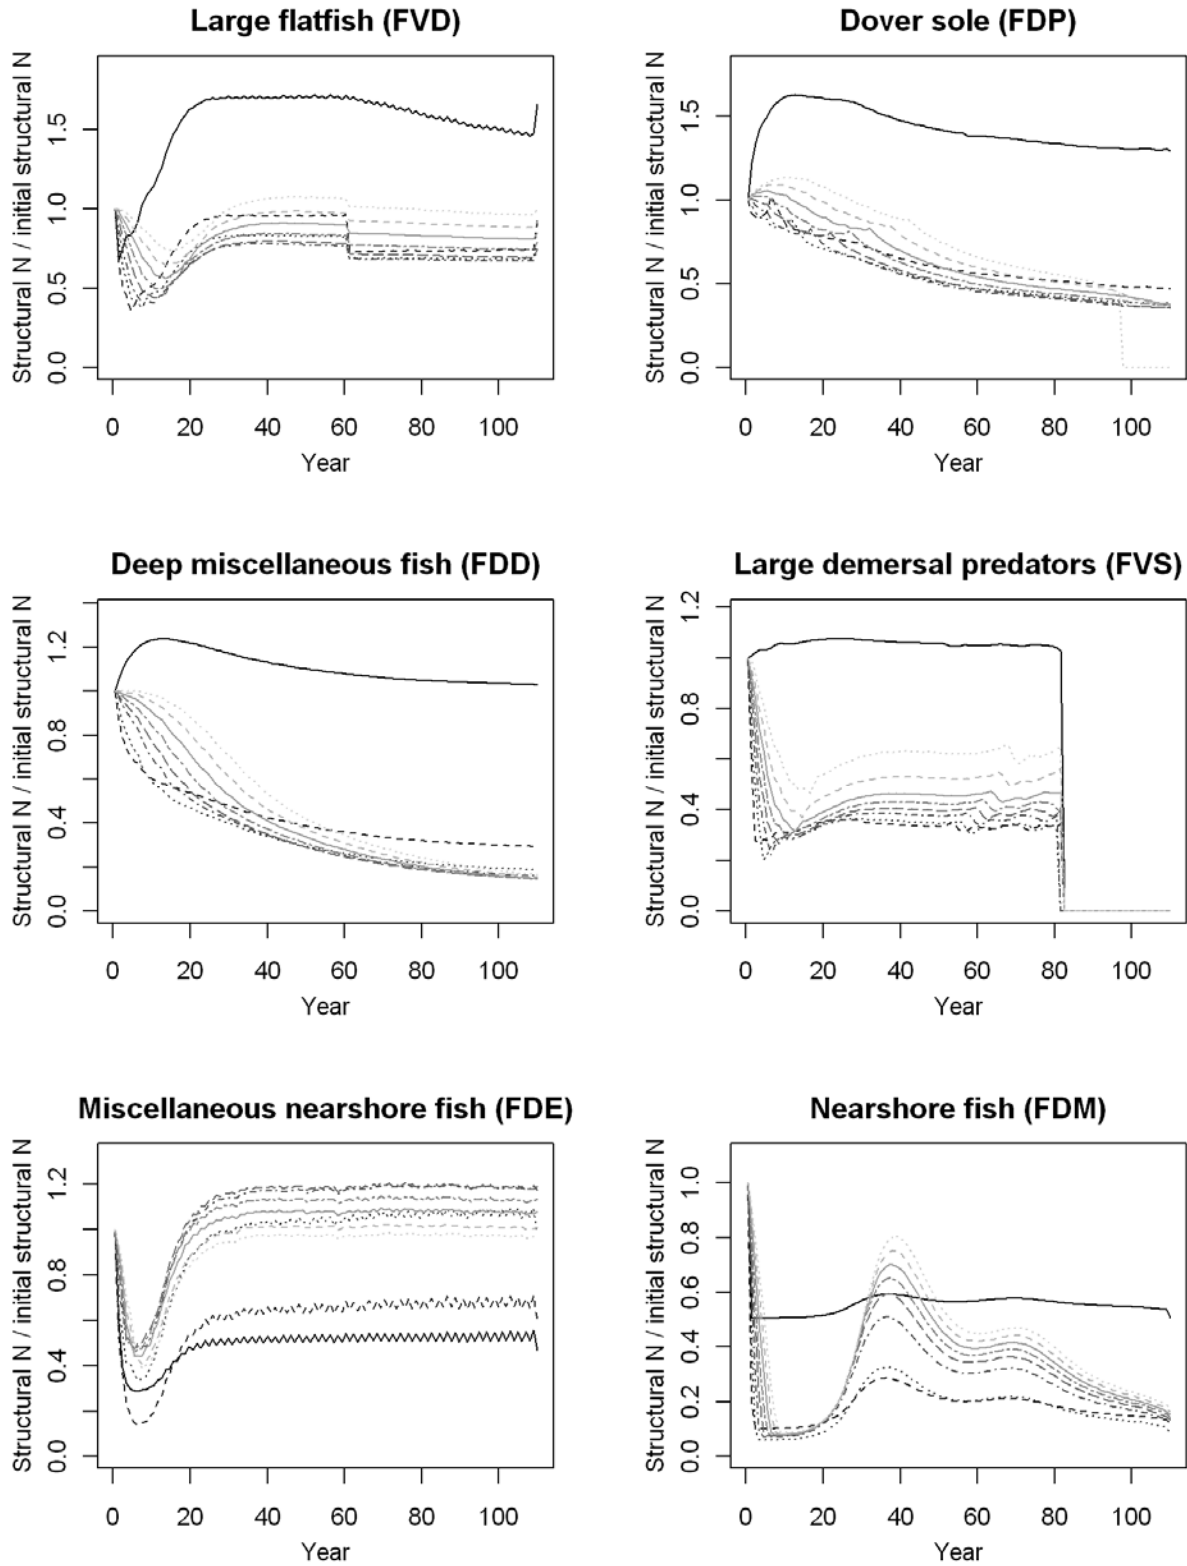 Large flatfish (FVD)
Structural N / initial structural N
0.0 0.5 1.0 1.5
0 20 40 60 80 100
Year
Dover sole (FDP)
Structural N / initial structural N
0.0 0.5 1.0 1.5
0 20 40 60 80 100
Year
Deep miscellaneous fish (FDD)
Structural N / initial structural N
0.0 0.4 0.8 1.2
0 20 40 60 80 100
Year
Large demersal predators (FVS)
Structural N / initial structural N
0.0 0.4 0.8 1.2
0 20 40 60 80 100
Year
Miscellaneous nearshore fish (FDE)
Structural N / initial structural N
0.0 0.4 0.8 1.2
0 20 40 60 80 100
Year
Nearshore fish (FDM)
Structural N / initial structural N
0.0 0.2 0.4 0.6 0.8 1.0
0 20 40 60 80 100
Year